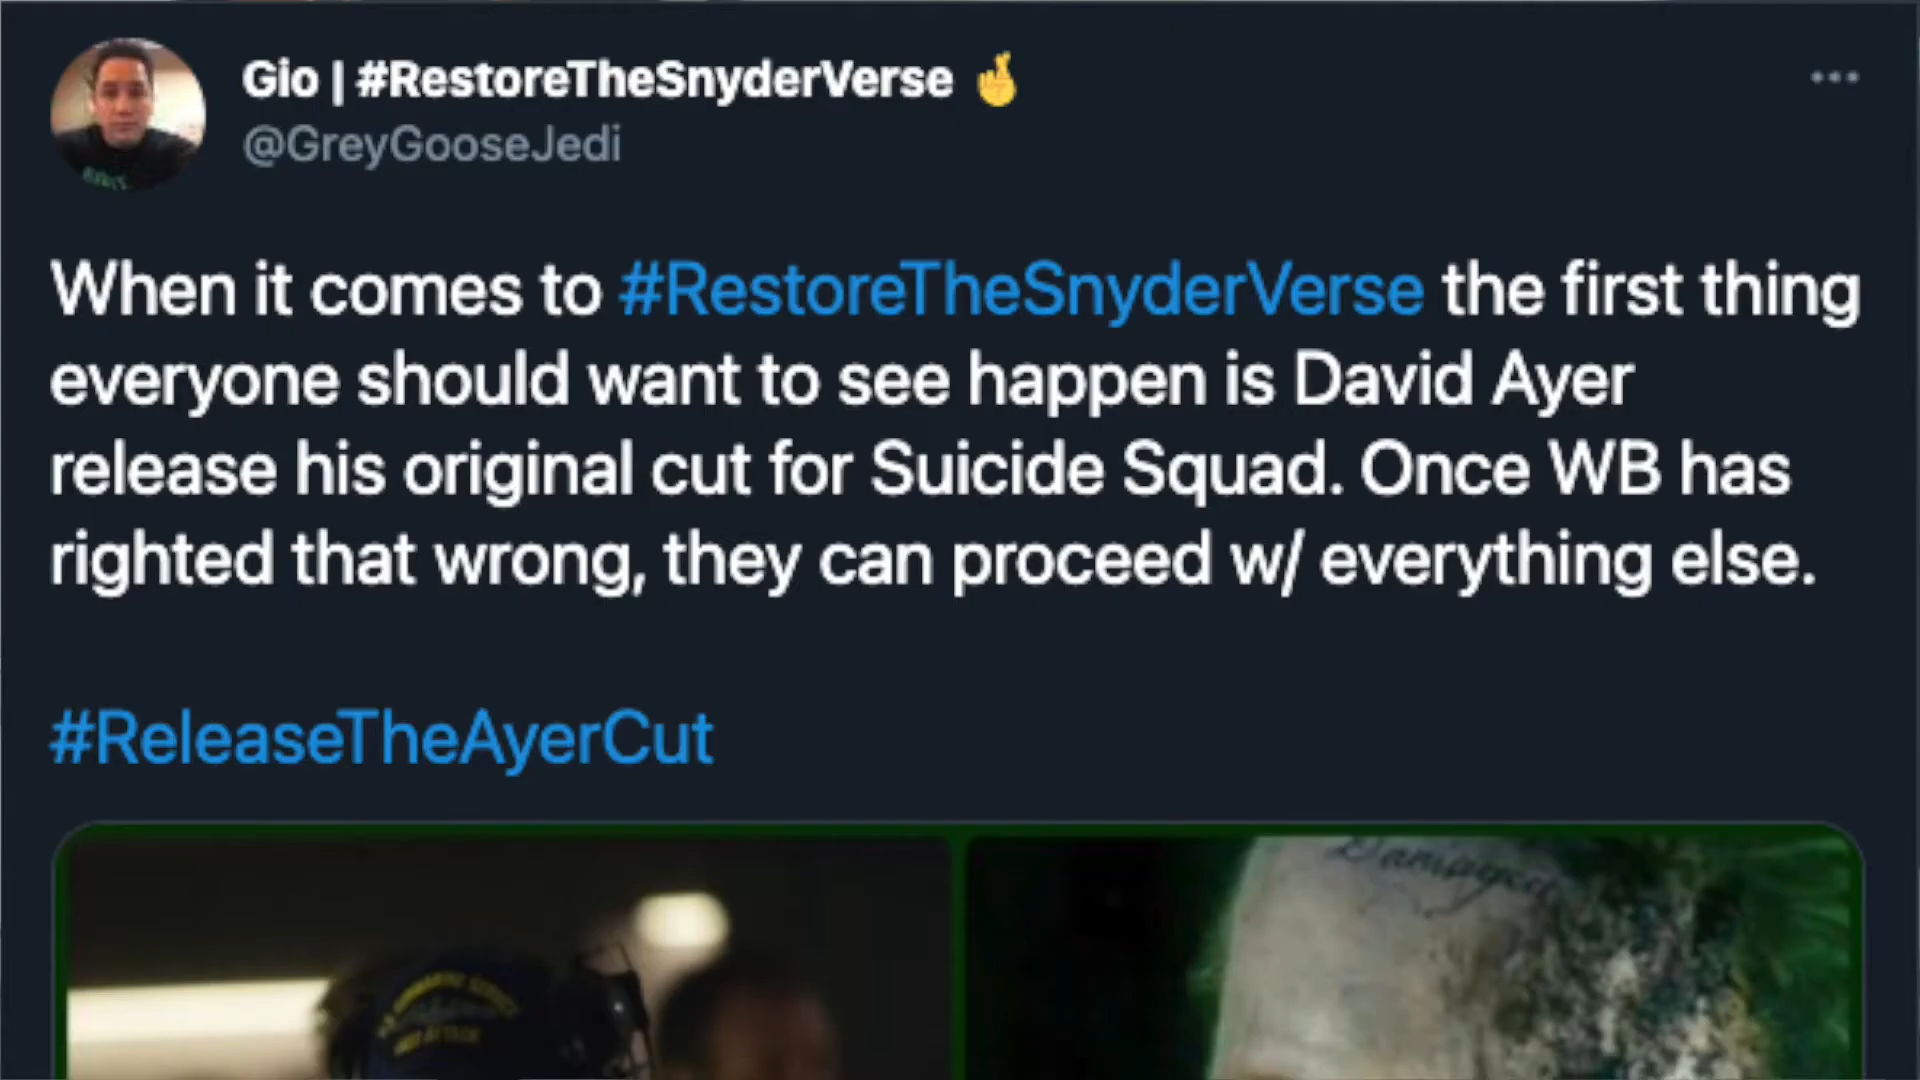 Gio | #RestoreTheSnyderVerse 🤞
@GreyGooseJedi
When it comes to #RestoreTheSnyderVerse the first thing
everyone should want to see happen is David Ayer
release his original cut for Suicide Squad. Once WB has
righted that wrong, they can proceed w/ everything else.
#ReleaseTheAyerCut
Damaged